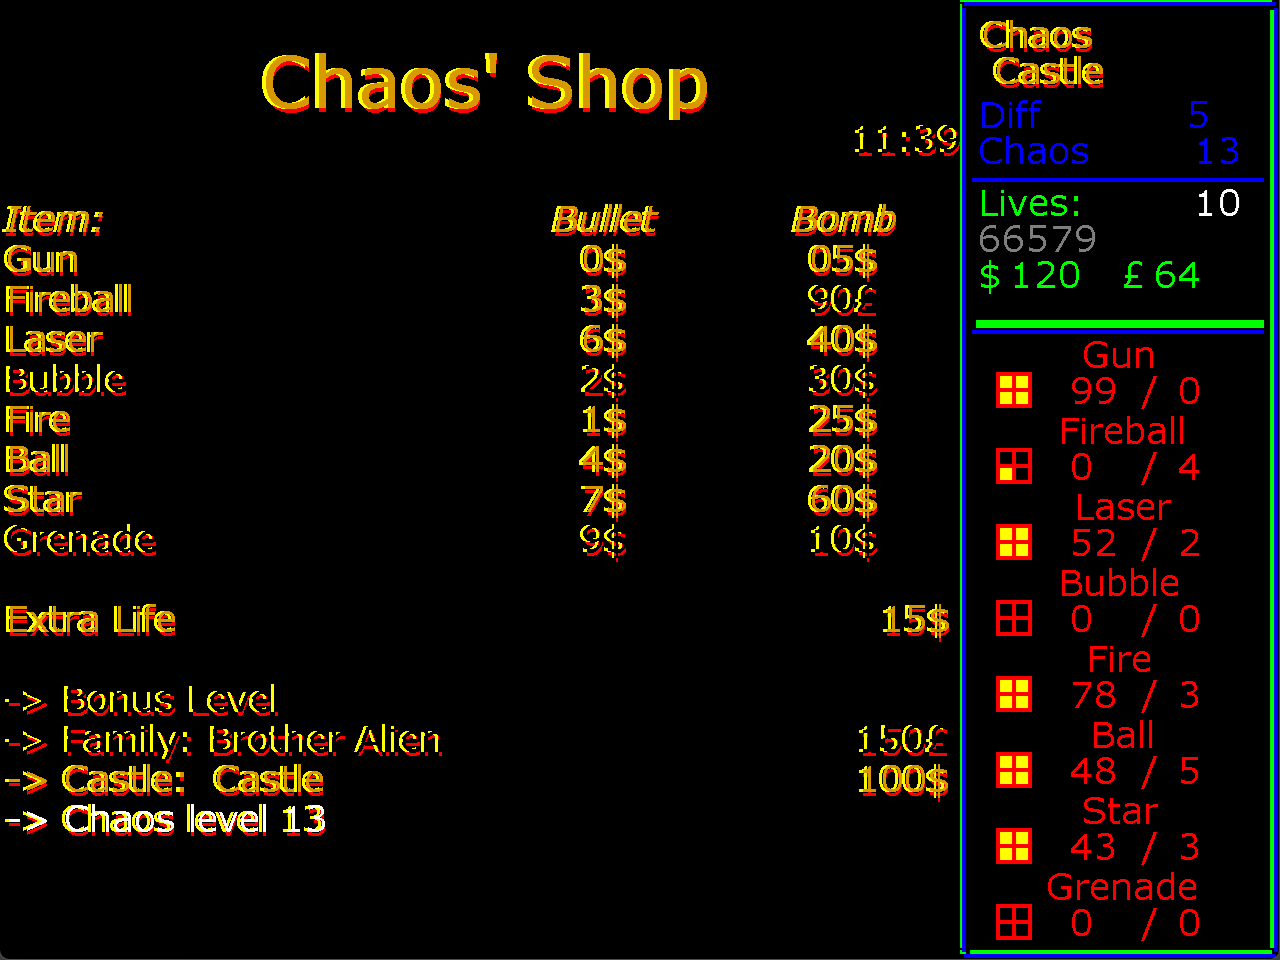 Chaos' Shop
11:39
Item: Bullet Bomb
Gun 0$ 05$
Fireball 3$ 90£
Laser 6$ 40$
Bubble 2$ 30$
Fire 1$ 25$
Ball 4$ 20$
Star 7$ 60$
Grenade 9$ 10$
Extra Life 15$
-> Bonus Level
-> Family: Brother Alien 150£
-> Castle: Castle 100$
-> Chaos level 13
Chaos
Castle
Diff 5
Chaos 13
Lives: 10
66579
$ 120 £ 64
Gun
99 / 0
Fireball
0 / 4
Laser
52 / 2
Bubble
0 / 0
Fire
78 / 3
Ball
48 / 5
Star
43 / 3
Grenade
0 / 0